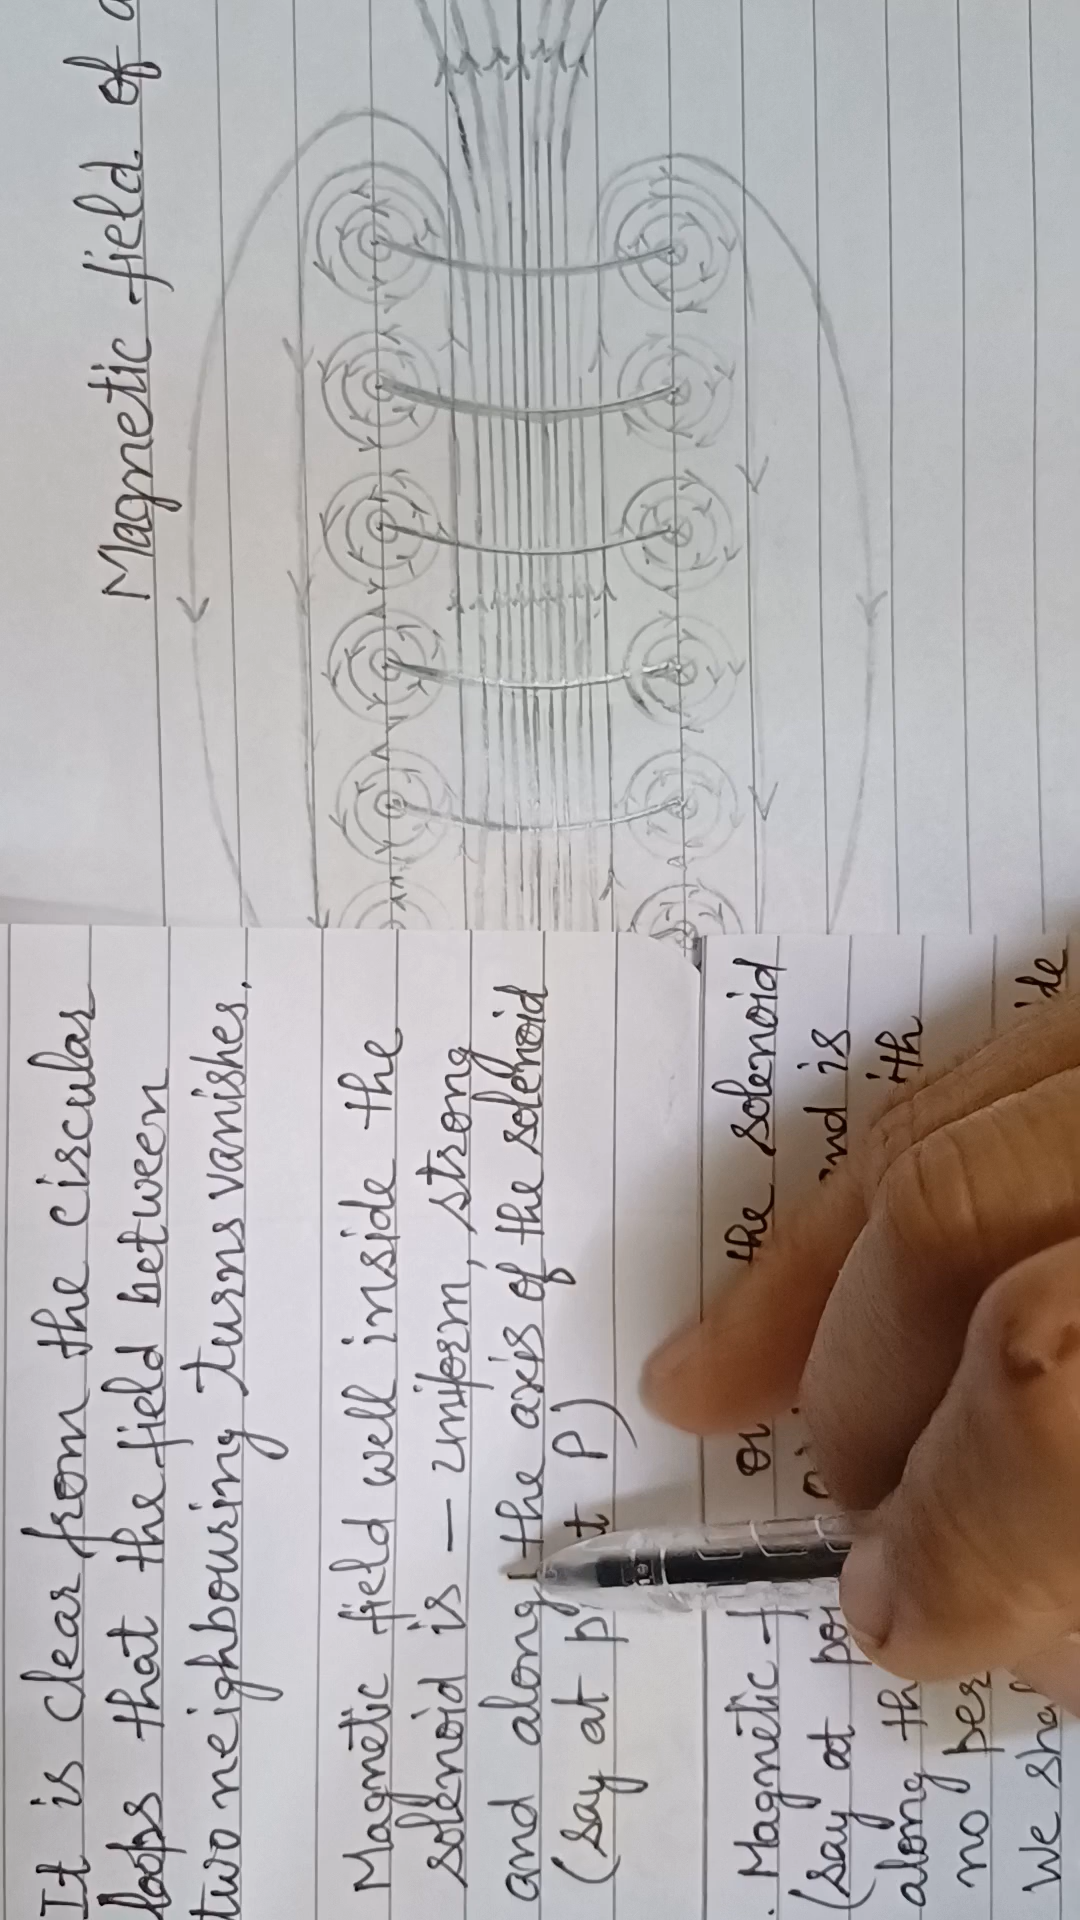 Magnetic field of a
It is clear from the circular
loops that the field between
two neighbouring turns vanishes.
Magnetic field well inside the
solenoid is – uniform, strong
and along the axis of the solenoid
(say at P)
Magnetic the solenoid
(say at is
along
no
We